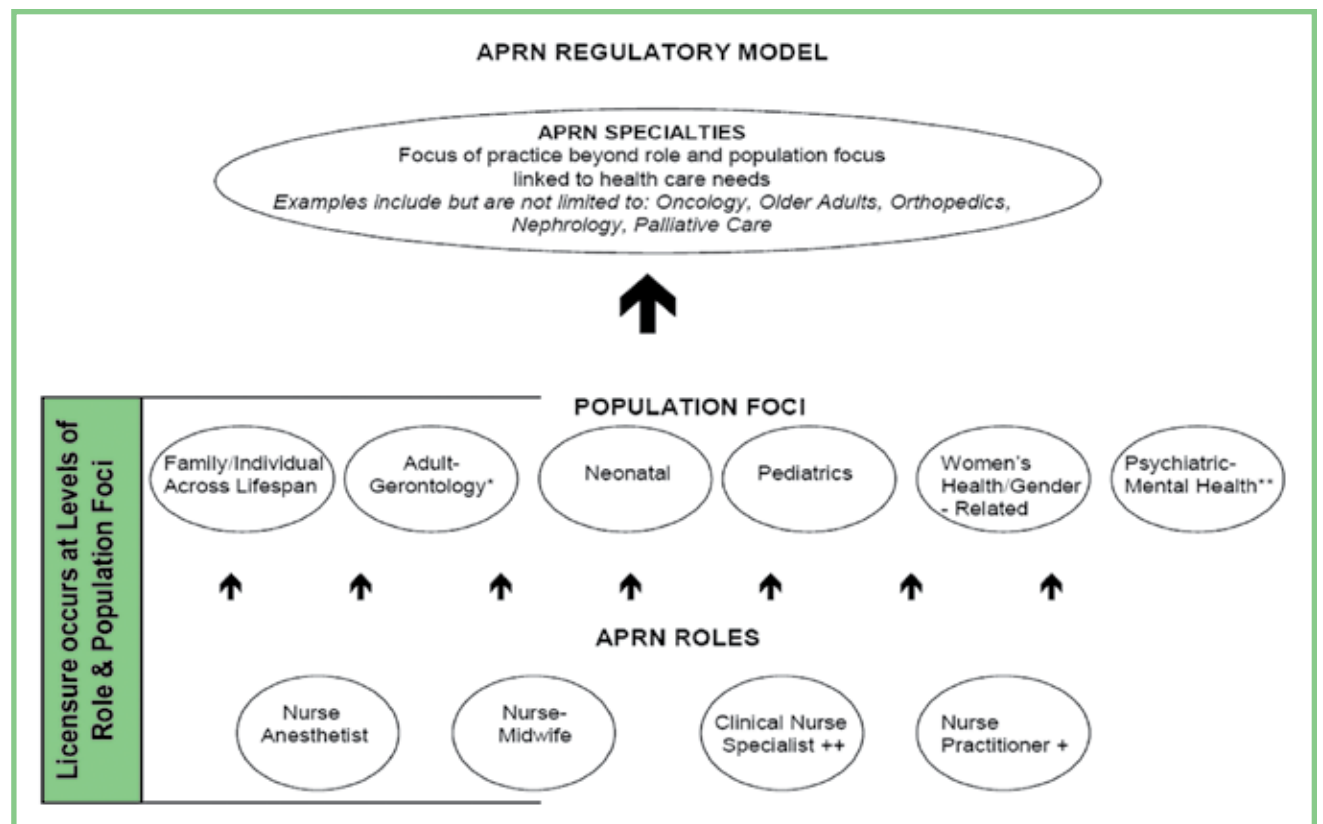 APRN REGULATORY MODEL
APRN SPECIALTIES
Focus of practice beyond role and population focus
linked to health care needs
Examples include but are not limited to: Oncology, Older Adults, Orthopedics,
Nephrology, Palliative Care
Licensure occurs at Levels of
Role & Population Foci
POPULATION FOCI
Family/Individual
Across Lifespan
Adult-
Gerontology*
Neonatal
Pediatrics
Women's
Health/Gender
- Related
Psychiatric-
Mental Health**
APRN ROLES
Nurse
Anesthetist
Nurse-
Midwife
Clinical Nurse
Specialist ++
Nurse
Practitioner +